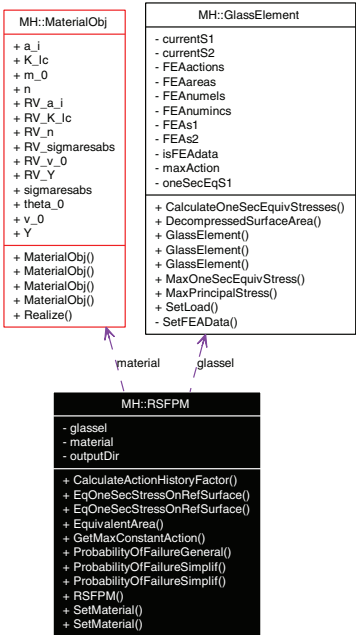 MH::MaterialObj
+ a_i
+ K_Ic
+ m_0
+ n
+ RV_a_i
+ RV_K_Ic
+ RV_n
+ RV_sigmaresabs
+ RV_v_0
+ RV_Y
+ sigmaresabs
+ theta_0
+ v_0
+ Y
+ MaterialObj()
+ MaterialObj()
+ MaterialObj()
+ MaterialObj()
+ Realize()
MH::GlassElement
- currentS1
- currentS2
- FEAactions
- FEAareas
- FEAnumels
- FEAnumincs
- FEAs1
- FEAs2
- isFEAdata
- maxAction
- oneSecEqS1
+ CalculateOneSecEquivStresses()
+ DecompressedSurfaceArea()
+ GlassElement()
+ GlassElement()
+ GlassElement()
+ MaxOneSecEquivStress()
+ MaxPrincipalStress()
+ SetLoad()
- SetFEAData()
material
glassel
MH::RSFPM
- glassel
- material
- outputDir
+ CalculateActionHistoryFactor()
+ EqOneSecStressOnRefSurface()
+ EqOneSecStressOnRefSurface()
+ EquivalentArea()
+ GetMaxConstantAction()
+ ProbabilityOfFailureGeneral()
+ ProbabilityOfFailureSimplif()
+ ProbabilityOfFailureSimplif()
+ RSFPM()
+ SetMaterial()
+ SetMaterial()